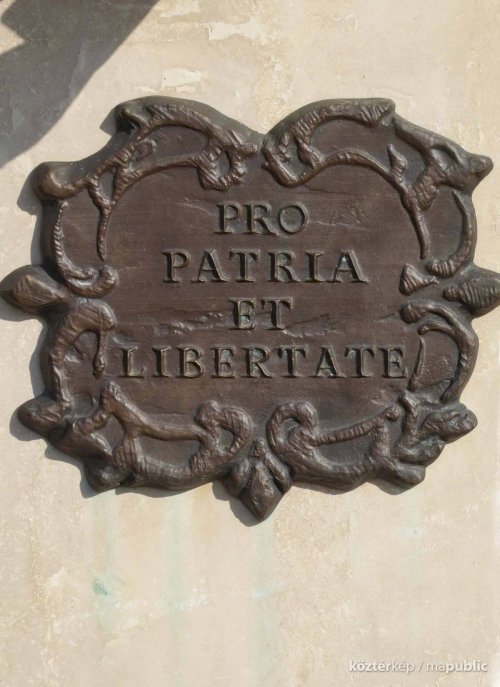 PRO
PATRIA
ET
LIBERTATE
köztérkép / mapublic